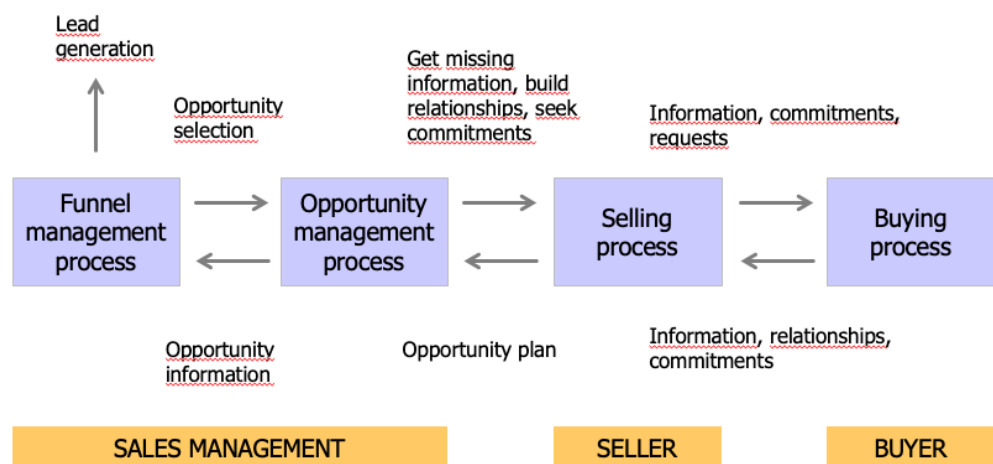 Lead
generation
Opportunity
selection
Get missing
information, build
relationships, seek
commitments
Information, commitments,
requests
Funnel
management
process
Opportunity
management
process
Selling
process
Buying
process
Opportunity
information
Opportunity plan
Information, relationships,
commitments
SALES MANAGEMENT
SELLER
BUYER